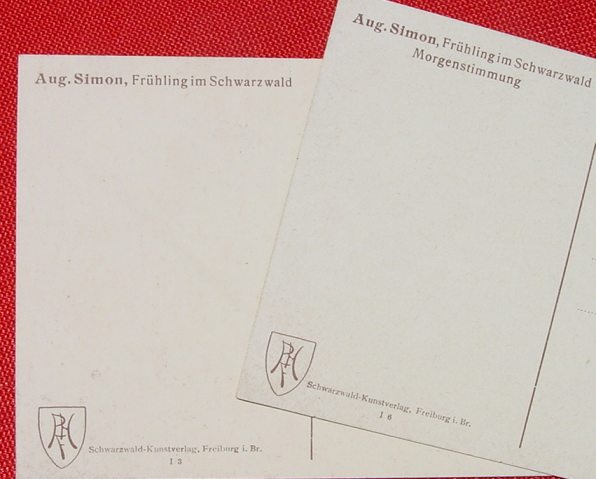 Aug. Simon, Frühling im Schwarzwald
Schwarzwald-Kunstverlag, Freiburg i. Br.
I 3
Aug. Simon, Frühling im Schwarzwald
Morgenstimmung
Schwarzwald-Kunstverlag, Freiburg i. Br.
I 6